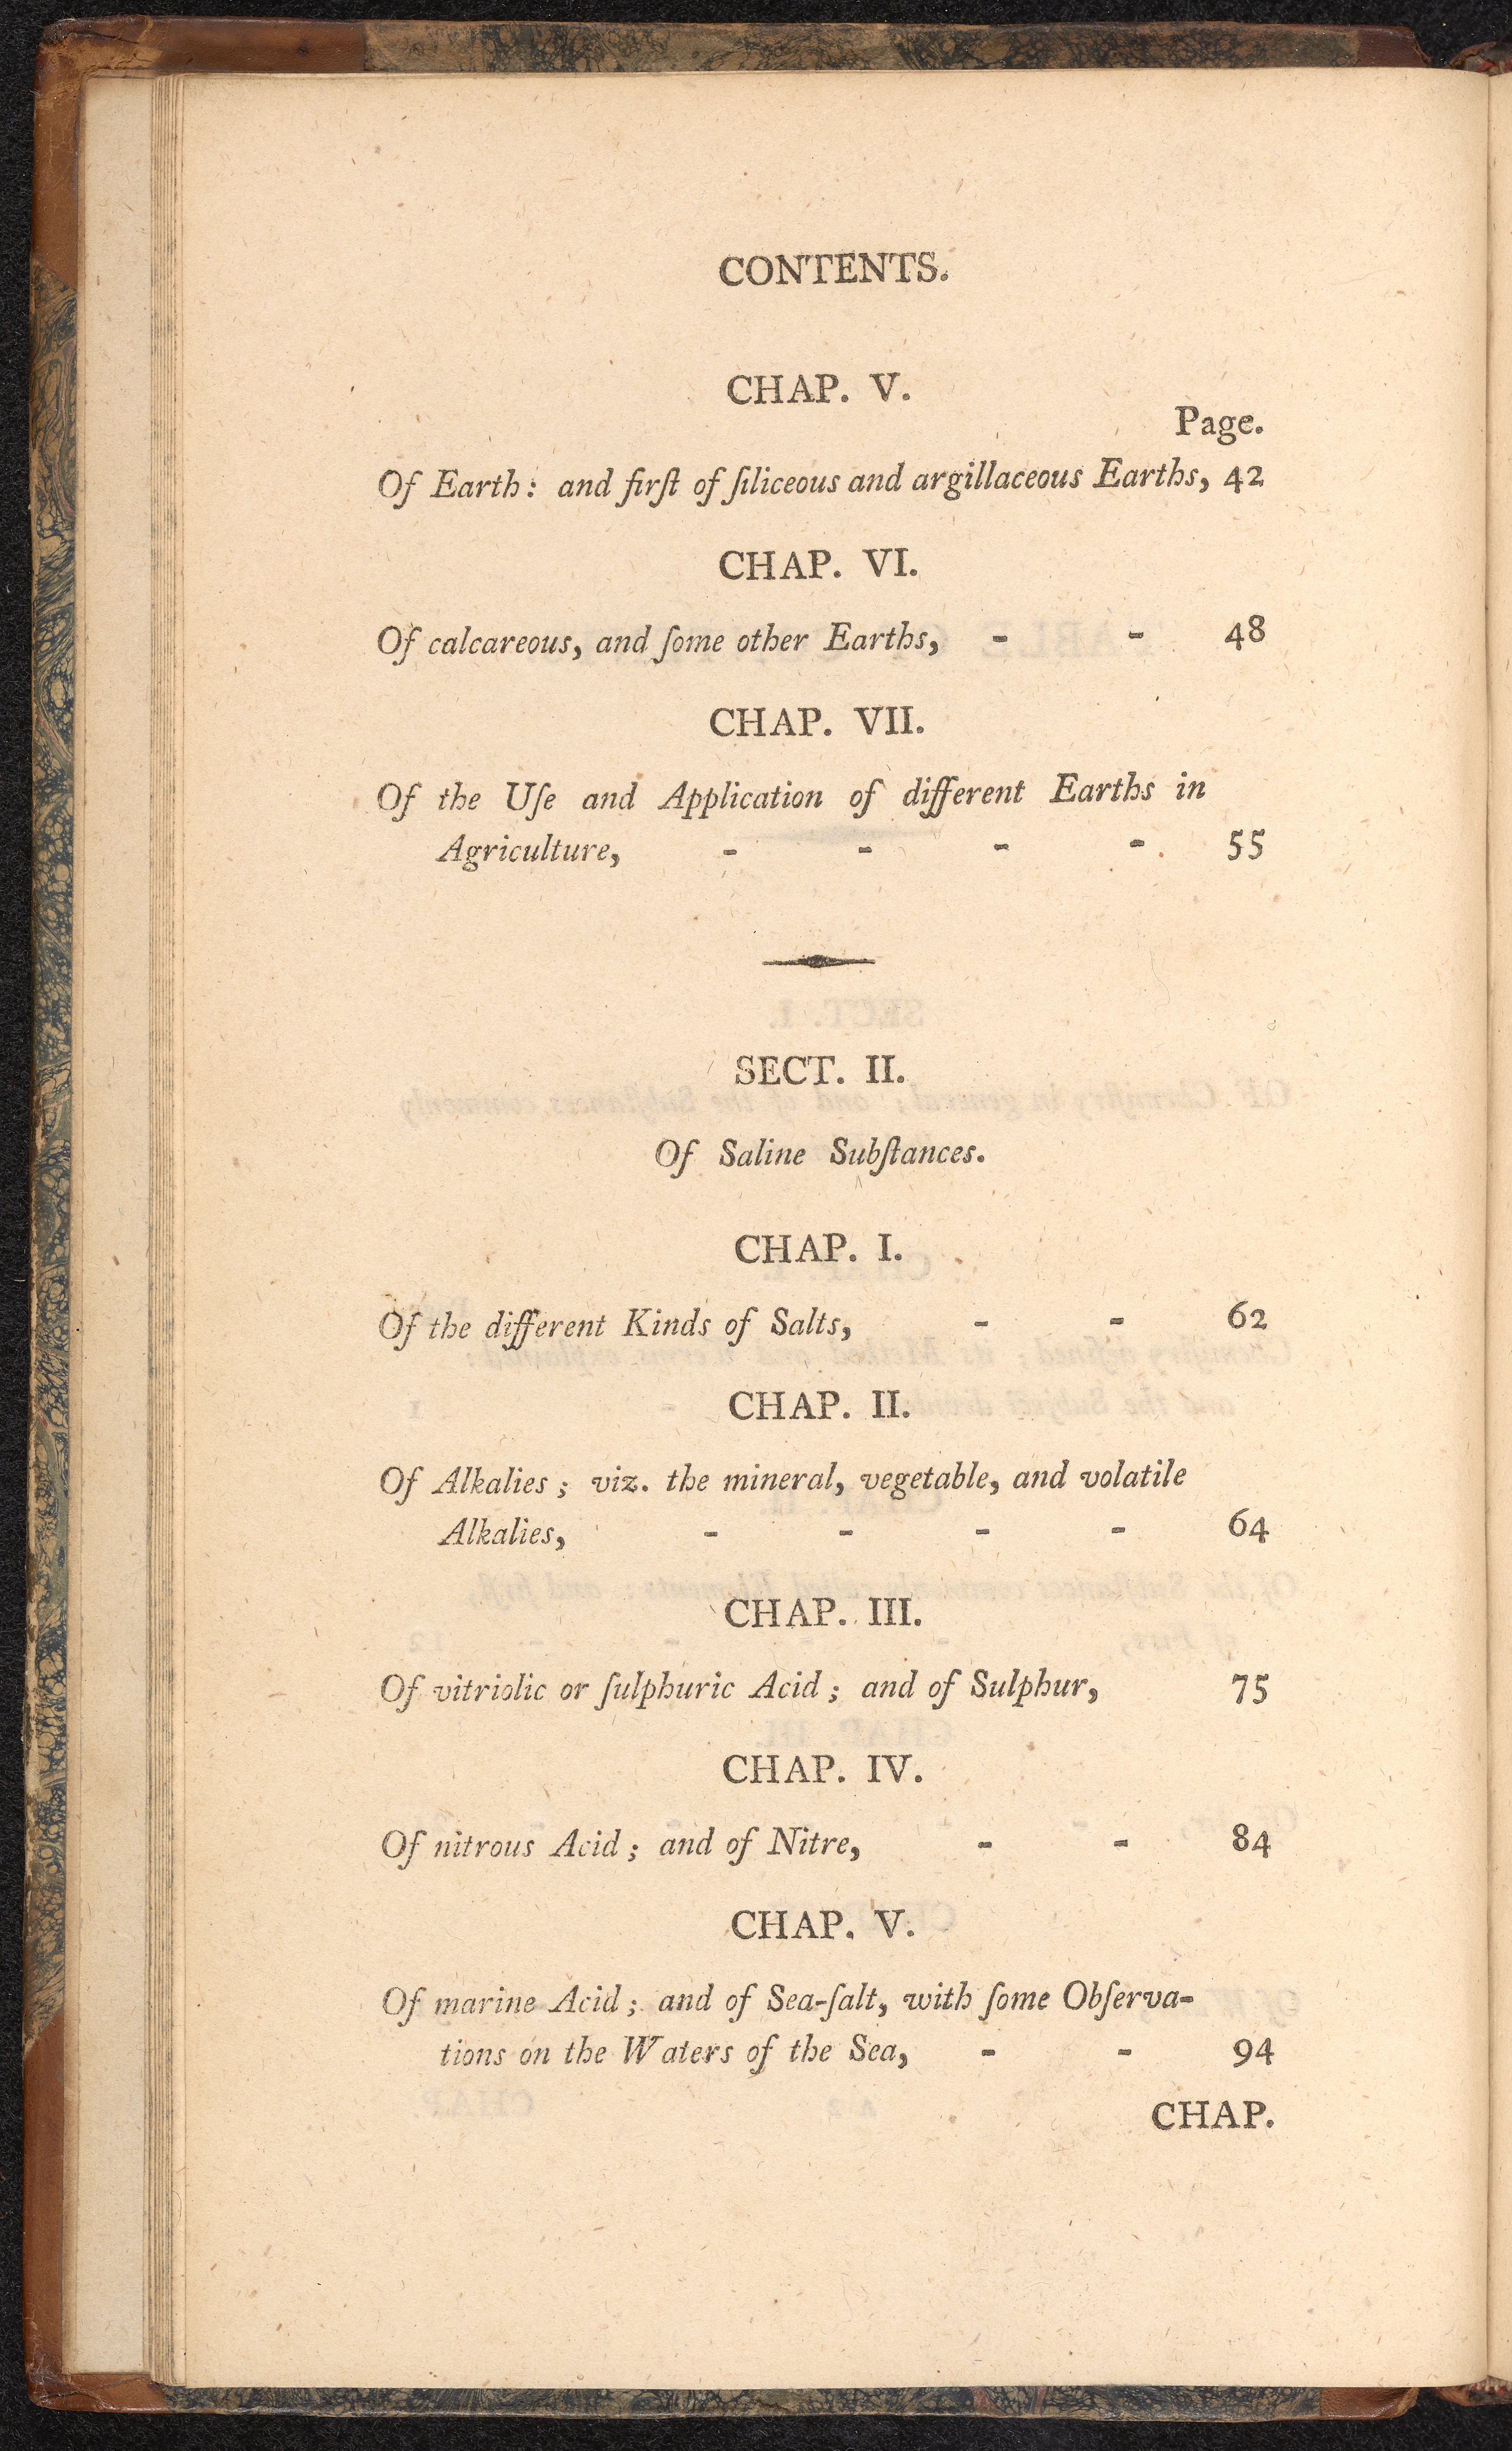 CONTENTS.
CHAP. V.
Page.
Of Earth: and firſt of ſiliceous and argillaceous Earths, 42
CHAP. VI.
Of calcareous, and ſome other Earths, - - 48
CHAP. VII.
Of the Uſe and Application of different Earths in
Agriculture, - - - - 55
SECT. II.
Of Saline Subſtances.
CHAP. I.
Of the different Kinds of Salts, - - 62
CHAP. II.
Of Alkalies; viz. the mineral, vegetable, and volatile
Alkalies, - - - - 64
CHAP. III.
Of vitriolic or ſulphuric Acid; and of Sulphur, 75
CHAP. IV.
Of nitrous Acid; and of Nitre, - - 84
CHAP. V.
Of marine Acid; and of Sea-ſalt, with ſome Obſerva-
tions on the Waters of the Sea, - - 94
CHAP.